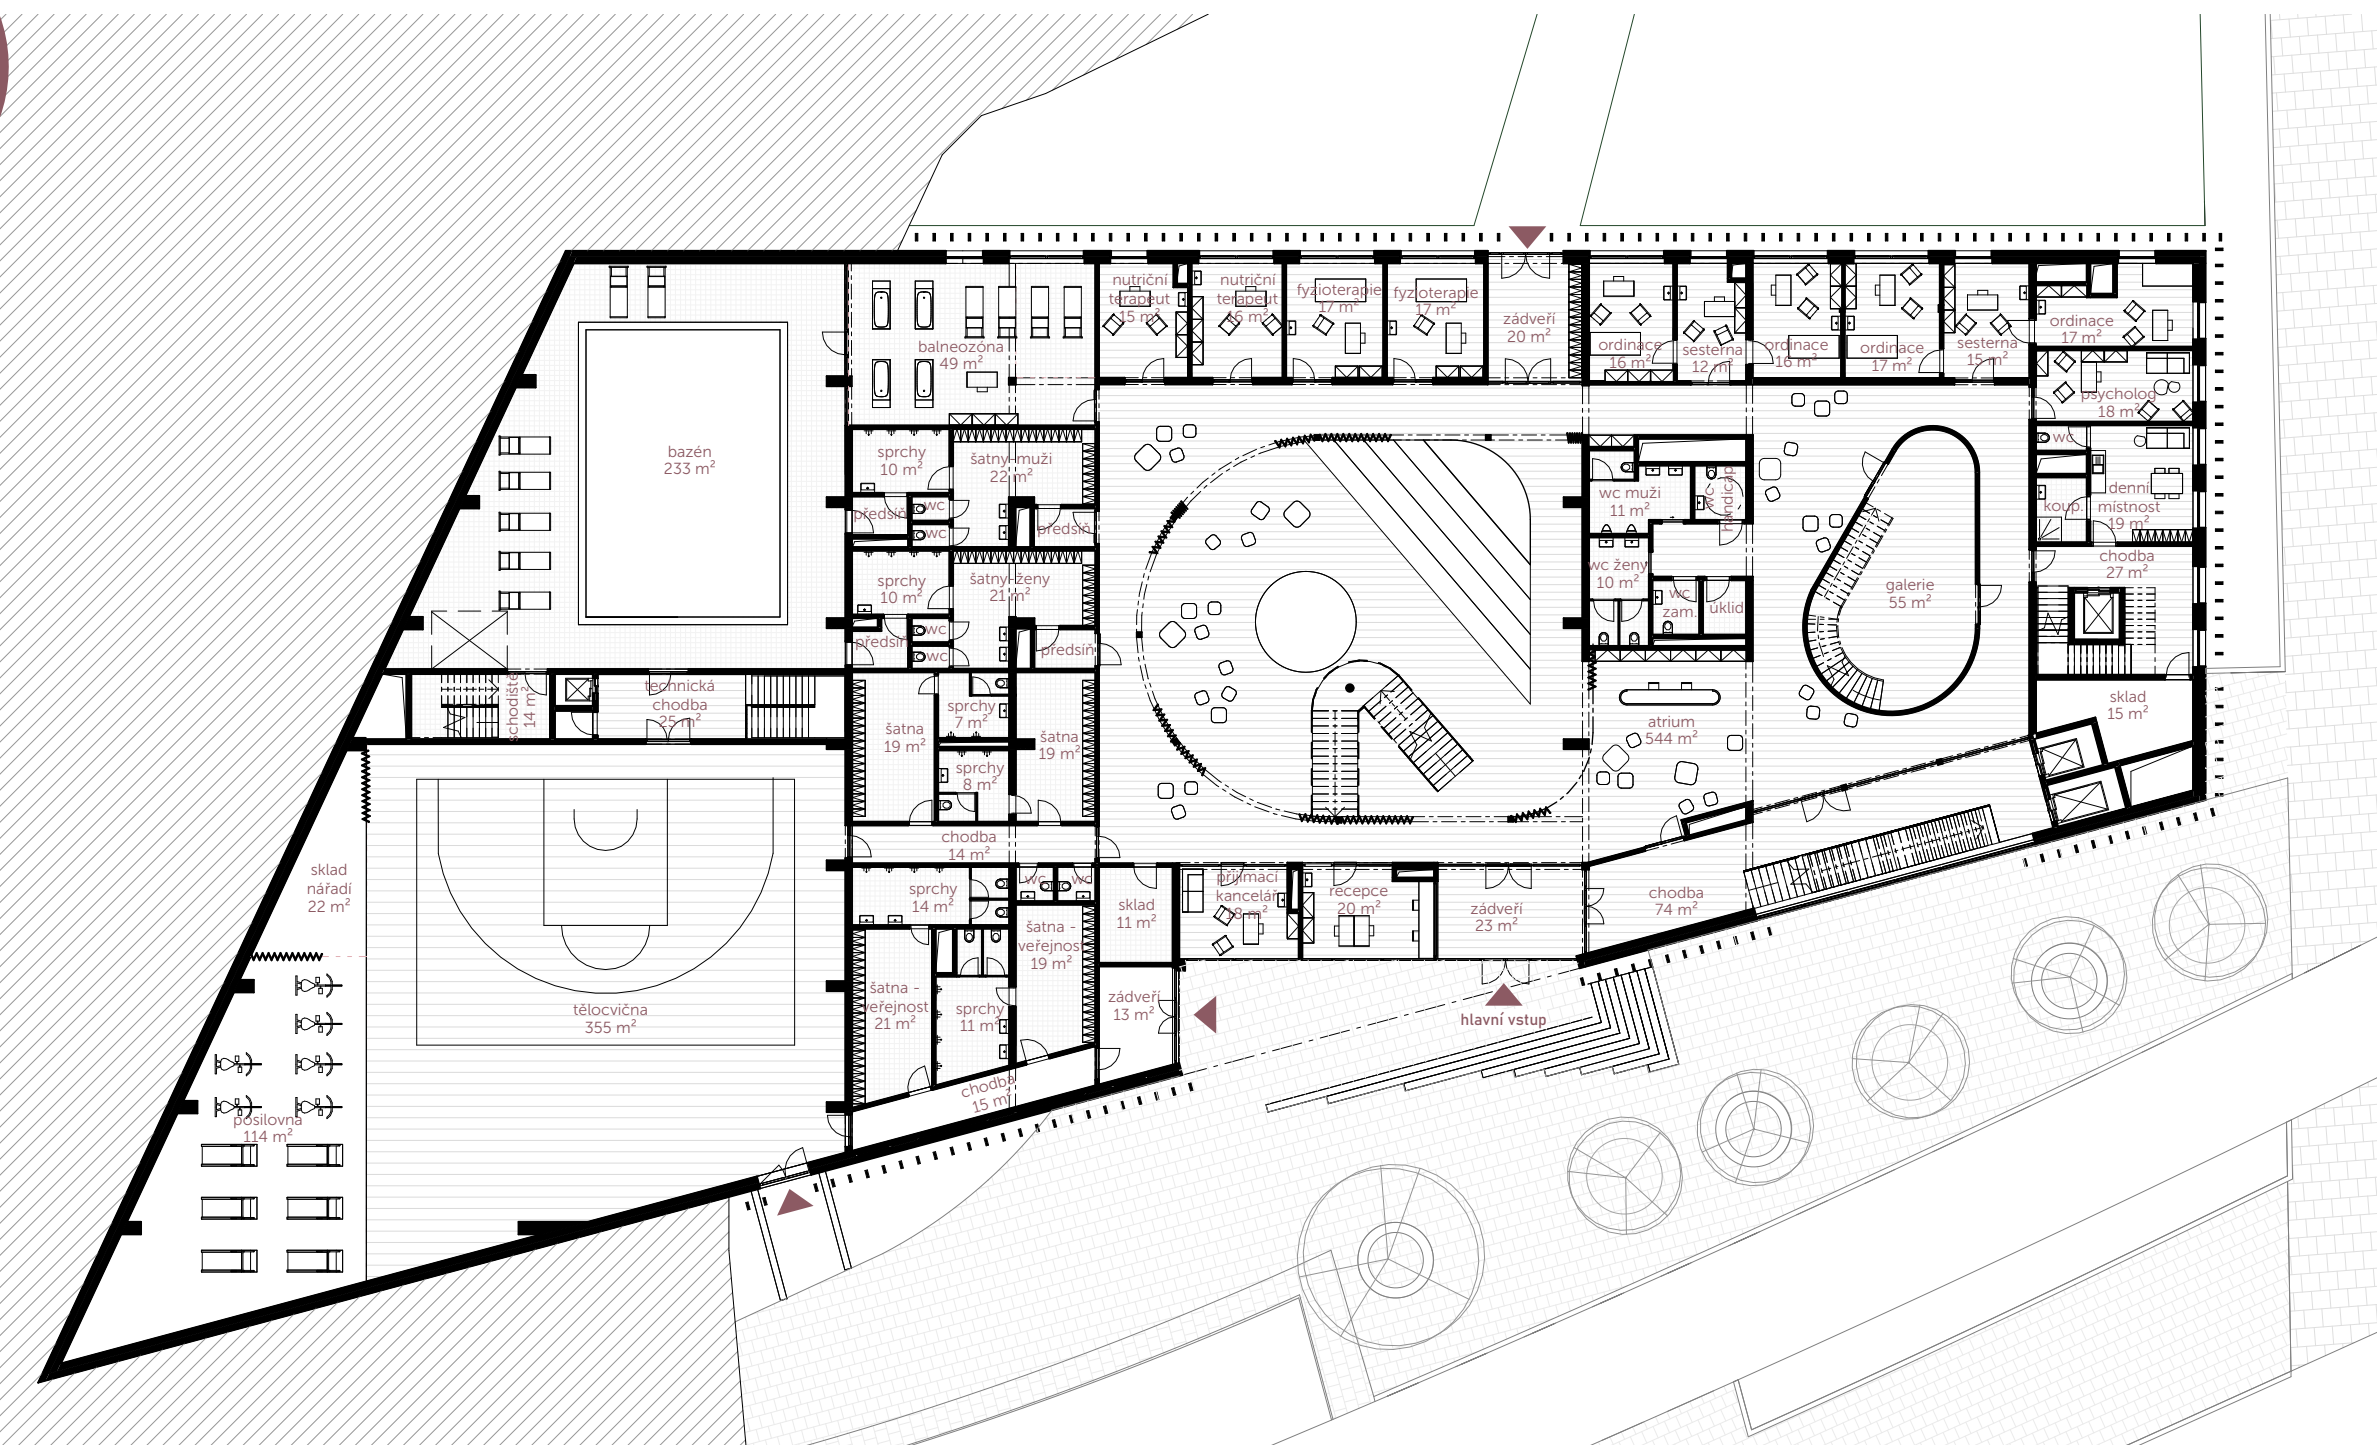 nutriční
terapeut
15 m²
nutriční
terapeut
16 m²
fyzioterapie
17 m²
fyzioterapie
17 m²
zádveří
20 m²
ordinace
16 m²
sesterna
12 m²
ordinace
16 m²
ordinace
17 m²
sesterna
15 m²
ordinace
17 m²
balneozóna
49 m²
psycholog
18 m²
bazén
233 m²
sprchy
10 m²
šatny-muži
22 m²
předsíň
wc
wc
předsíň
wc muži
11 m²
wc
handicap
wc
denní
místnost
19 m²
koup.
sprchy
10 m²
šatny-ženy
21 m²
předsíň
wc
wc
předsíň
wc ženy
10 m²
wc
zam.
úklid
galerie
55 m²
chodba
27 m²
schodiště
14 m²
technická
chodba
25 m²
šatna
19 m²
sprchy
7 m²
sprchy
8 m²
šatna
19 m²
atrium
544 m²
sklad
15 m²
chodba
14 m²
sklad
nářadí
22 m²
sprchy
14 m²
wc
wc
sklad
11 m²
přijímací
kancelář
18 m²
recepce
20 m²
zádveří
23 m²
chodba
74 m²
šatna -
veřejnost
19 m²
šatna -
veřejnost
21 m²
sprchy
11 m²
zádveří
13 m²
hlavní vstup
tělocvična
355 m²
chodba
15 m²
posilovna
114 m²